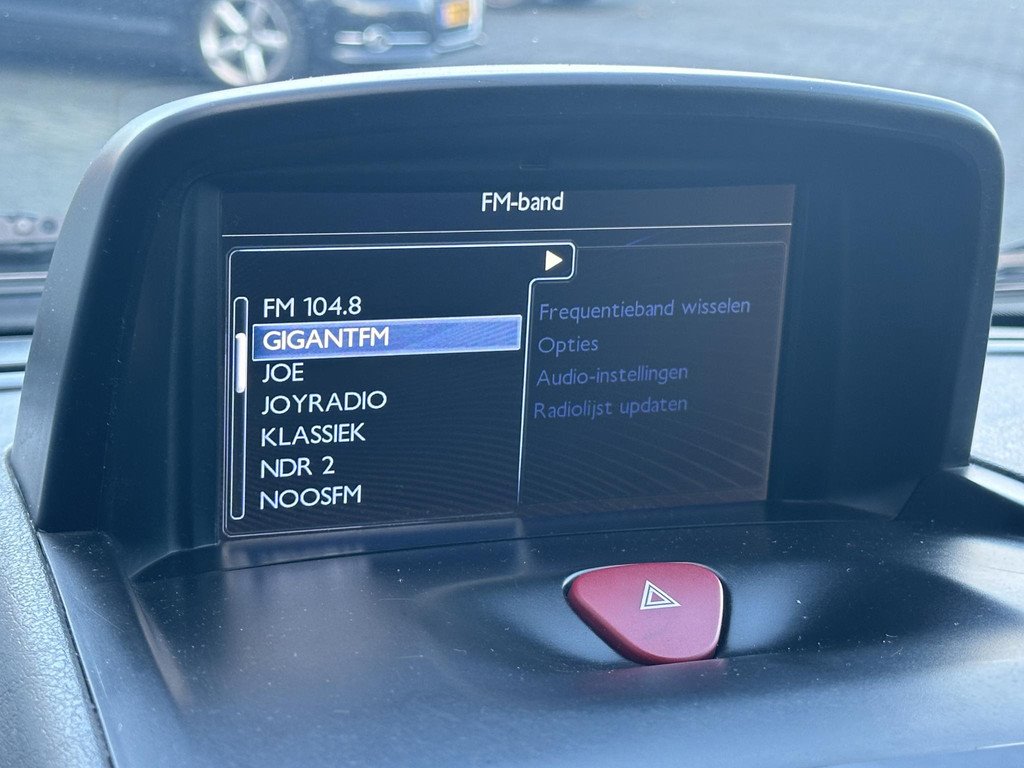 FM-band
FM 104.8
GIGANTFM
JOE
JOYRADIO
KLASSIEK
NDR 2
NOOSFM
Frequentieband wisselen
Opties
Audio-instellingen
Radiolijst updaten